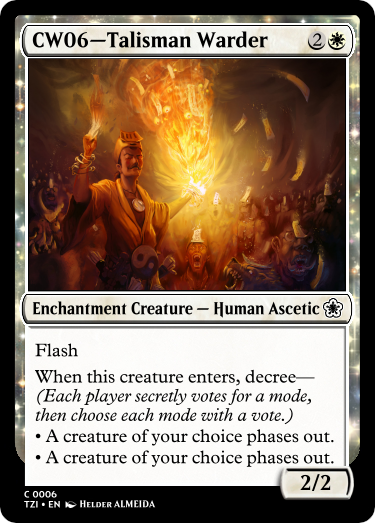 CW06—Talisman Warder 2
Enchantment Creature — Human Ascetic
Flash
When this creature enters, decree—
(Each player secretly votes for a mode,
then choose each mode with a vote.)
• A creature of your choice phases out.
• A creature of your choice phases out.
2/2
C 0006
TZI • EN Helder ALMEIDA